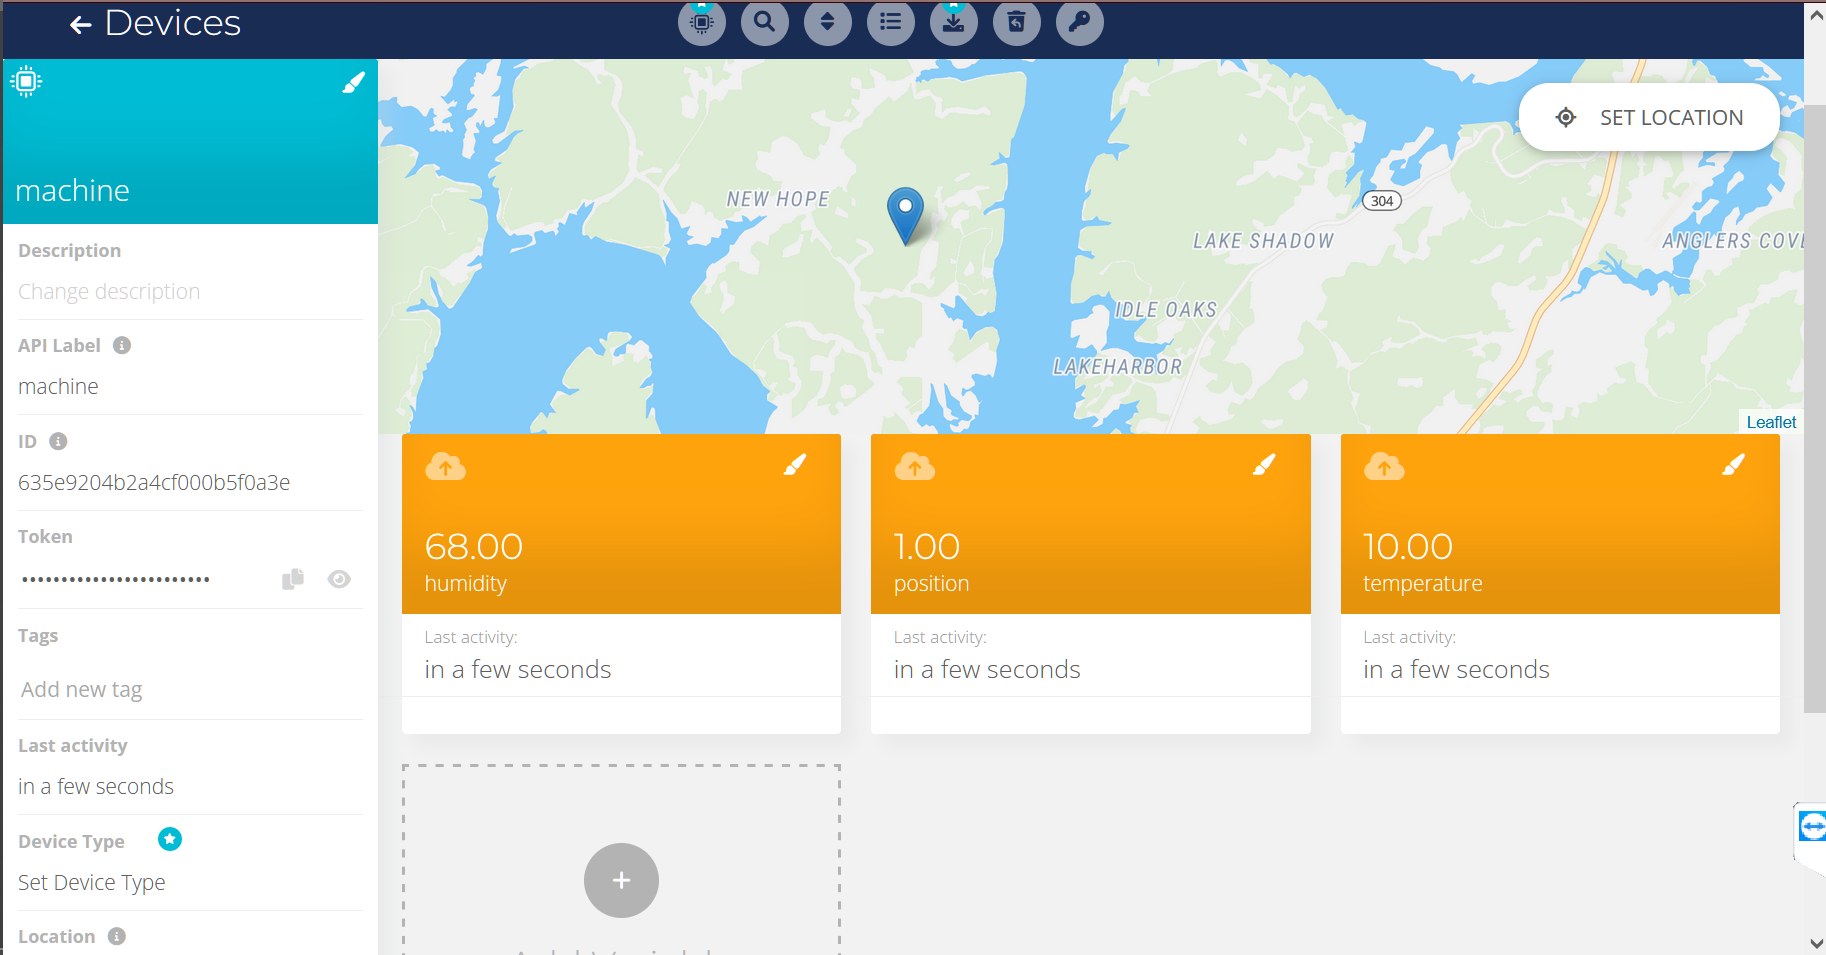 Devices
machine
Description
Change description
API Label
machine
ID
635e9204b2a4cf000b5f0a3e
Token
••••••••••••••••••••••••
Tags
Add new tag
Last activity
in a few seconds
Device Type
Set Device Type
Location
SET LOCATION
NEW HOPE
304
LAKE SHADOW
ANGLERS COVE
IDLE OAKS
LAKEHARBOR
Leaflet
68.00
humidity
Last activity:
in a few seconds
1.00
position
Last activity:
in a few seconds
10.00
temperature
Last activity:
in a few seconds